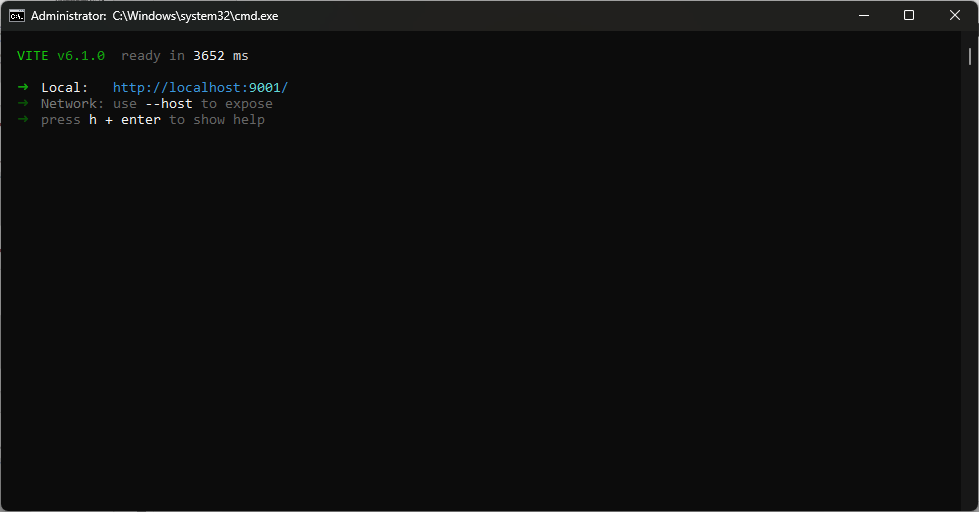 Administrator: C:\Windows\system32\cmd.exe
VITE v6.1.0 ready in 3652 ms
➜ Local: http://localhost:9001/
➜ Network: use --host to expose
➜ press h + enter to show help